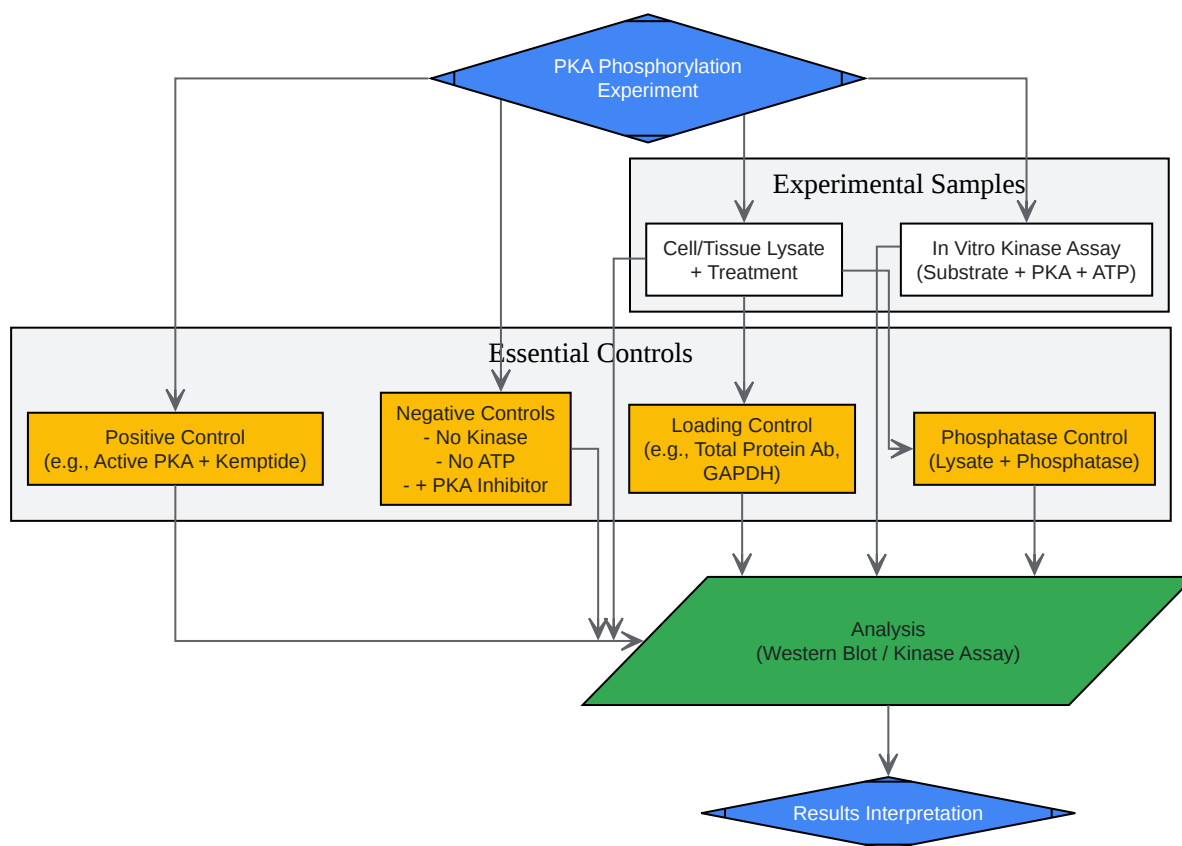 PKA Phosphorylation
Experiment
Experimental Samples
Cell/Tissue Lysate
+ Treatment
In Vitro Kinase Assay
(Substrate + PKA + ATP)
Essential Controls
Positive Control
(e.g., Active PKA + Kemptide)
Negative Controls
- No Kinase
- No ATP
- + PKA Inhibitor
Loading Control
(e.g., Total Protein Ab,
GAPDH)
Phosphatase Control
(Lysate + Phosphatase)
Analysis
(Western Blot / Kinase Assay)
Results Interpretation